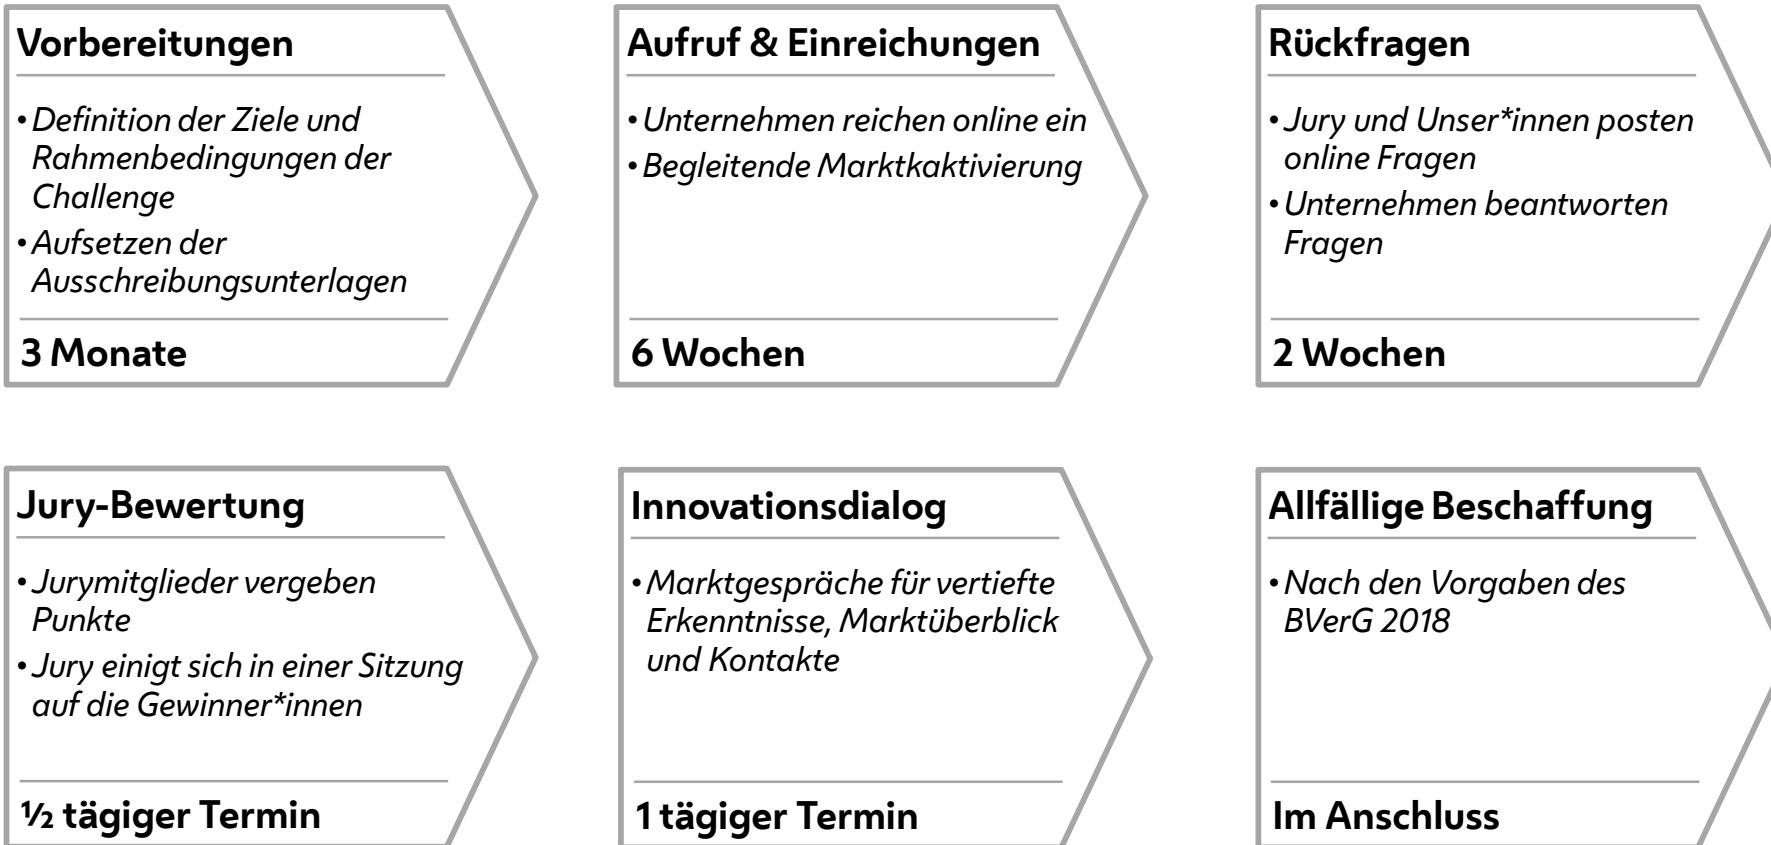 Vorbereitungen
• Definition der Ziele und
Rahmenbedingungen der
Challenge
• Aufsetzen der
Ausschreibungsunterlagen
3 Monate
Aufruf & Einreichungen
• Unternehmen reichen online ein
• Begleitende Marktkaktivierung
6 Wochen
Rückfragen
• Jury und Unser*innen posten
online Fragen
• Unternehmen beantworten
Fragen
2 Wochen
Jury-Bewertung
• Jurymitglieder vergeben
Punkte
• Jury einigt sich in einer Sitzung
auf die Gewinner*innen
½ tägiger Termin
Innovationsdialog
• Marktgespräche für vertiefte
Erkenntnisse, Marktüberblick
und Kontakte
1 tägiger Termin
Allfällige Beschaffung
• Nach den Vorgaben des
BVerG 2018
Im Anschluss